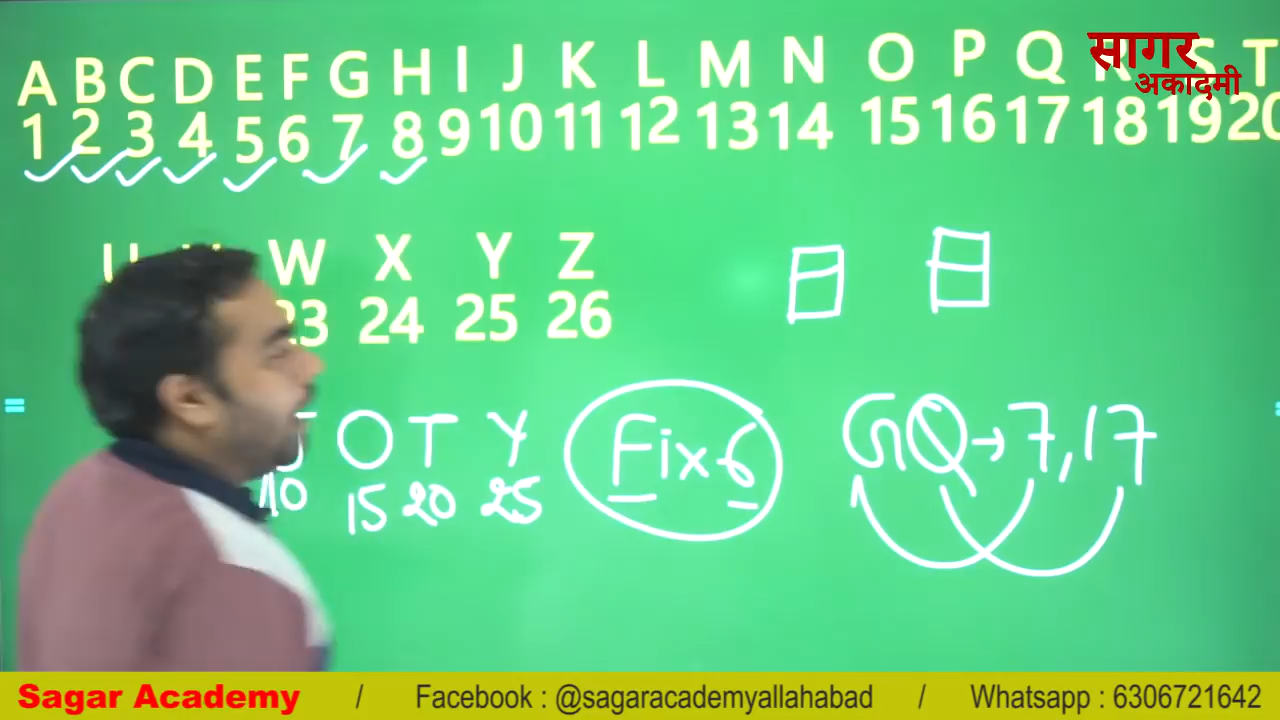 A B C D E F G H I J K L M N O P Q R S T
1 2 3 4 5 6 7 8 9 10 11 12 13 14 15 16 17 18 19 20
सागर
अकादमी
W X Y Z
23 24 25 26
J O T Y
10 15 20 25
Fix-6
GQ→7,17
Sagar Academy / Facebook : @sagaracademyallahabad / Whatsapp : 6306721642